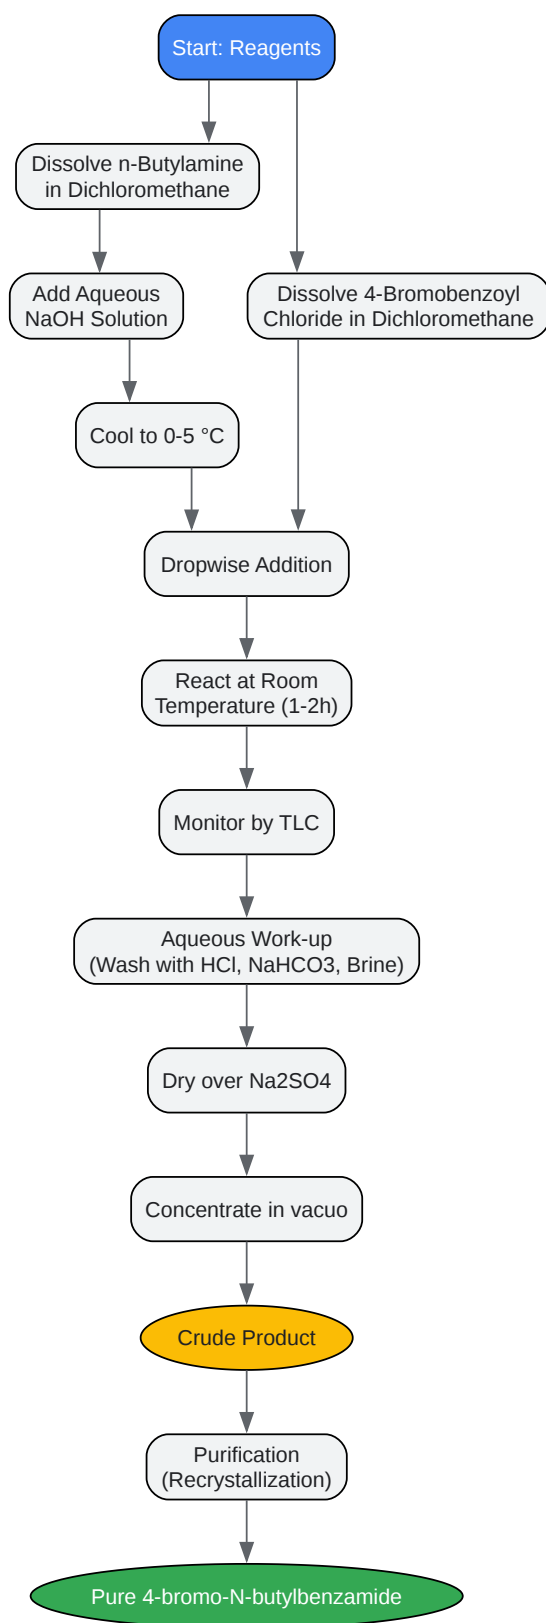 Start: Reagents
Dissolve n-Butylamine
in Dichloromethane
Add Aqueous
NaOH Solution
Dissolve 4-Bromobenzoyl
Chloride in Dichloromethane
Cool to 0-5 °C
Dropwise Addition
React at Room
Temperature (1-2h)
Monitor by TLC
Aqueous Work-up
(Wash with HCl, NaHCO3, Brine)
Dry over Na2SO4
Concentrate in vacuo
Crude Product
Purification
(Recrystallization)
Pure 4-bromo-N-butylbenzamide